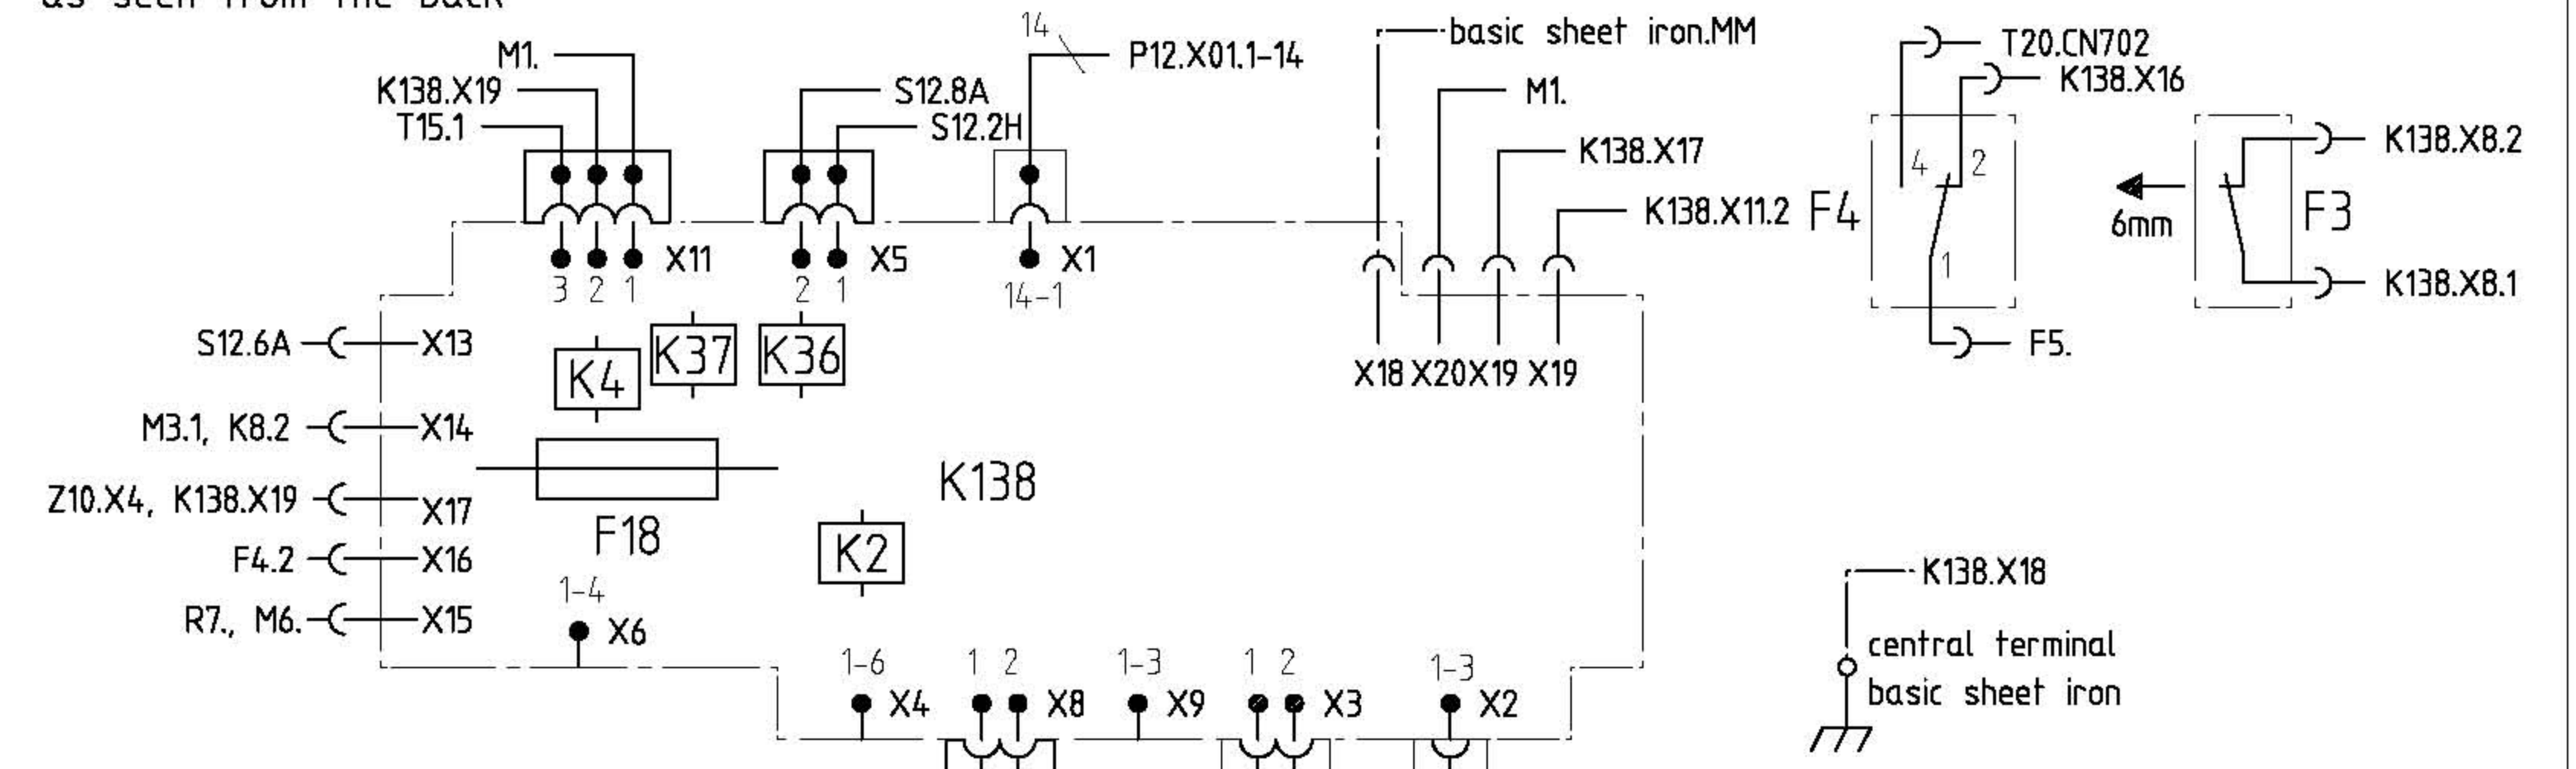 as seen from the back
14
basic sheet iron.MM
M1.
P12.X01.1-14
T20.CN702
K138.X19
S12.8A
M1.
K138.X16
T15.1
S12.2H
K138.X17
4 2
K138.X8.2
K138.X11.2
F4
6mm
F3
X11
X5
X1
1
3 2 1
2 1
14-1
K138.X8.1
S12.6A
X13
K4
K37
K36
X18 X20 X19 X19
F5.
M3.1, K8.2
X14
K138
Z10.X4, K138.X19
X17
F18
K2
F4.2
X16
K138.X18
1-4
R7., M6.
X15
X6
central terminal
basic sheet iron
1-6
1 2
1-3
1 2
1-3
X4
X8
X9
X3
X2